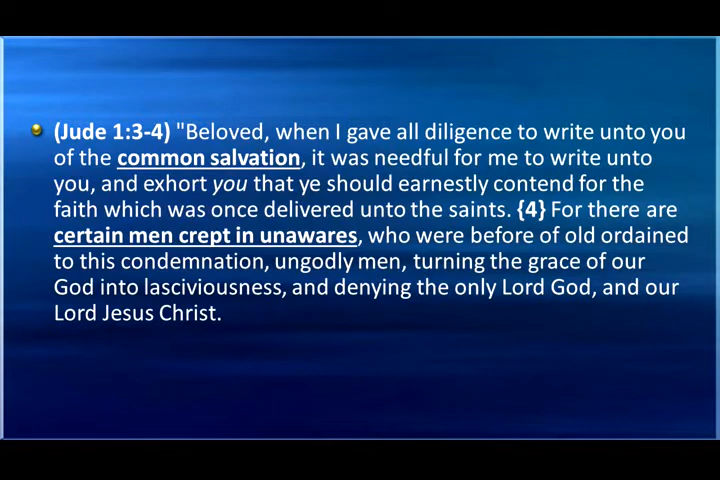 (Jude 1:3-4) "Beloved, when I gave all diligence to write unto you
of the common salvation, it was needful for me to write unto
you, and exhort you that ye should earnestly contend for the
faith which was once delivered unto the saints. {4} For there are
certain men crept in unawares, who were before of old ordained
to this condemnation, ungodly men, turning the grace of our
God into lasciviousness, and denying the only Lord God, and our
Lord Jesus Christ.